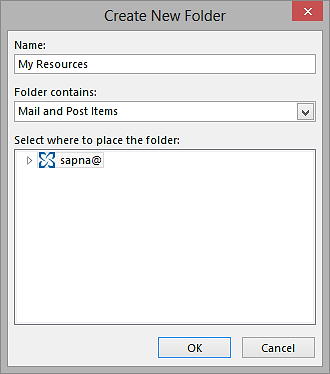 Create New Folder
Name:
My Resources
Folder contains:
Mail and Post Items
Select where to place the folder:
sapna@
OK Cancel